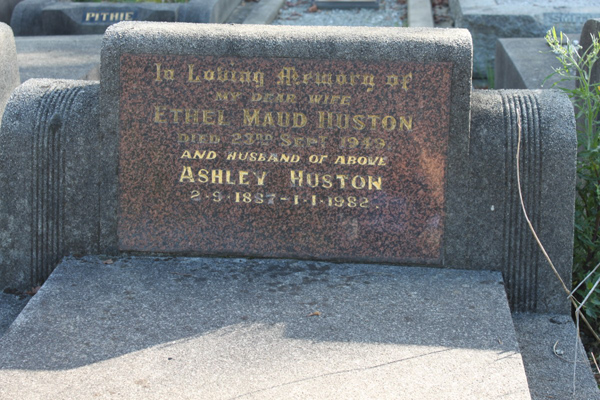 PITHIE
In Loving Memory of
MY DEAR WIFE
ETHEL MAUD HUSTON
DIED 23RD SEPT 1943
AND HUSBAND OF ABOVE
ASHLEY HUSTON
2·9·1887-1·1·1982